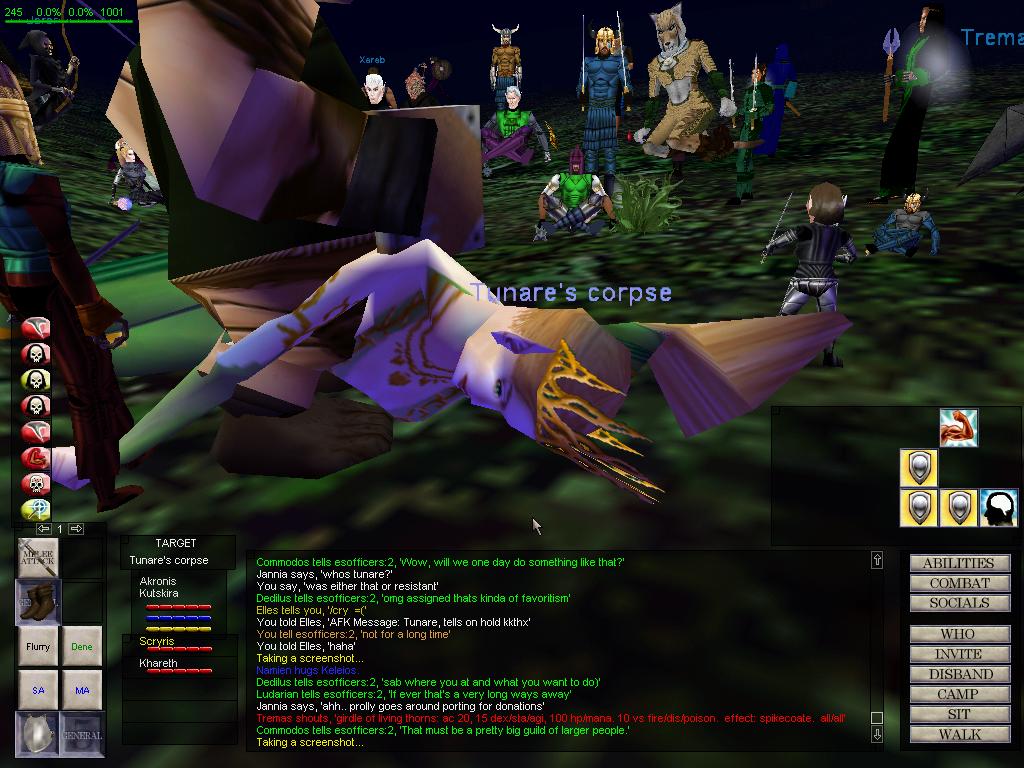 245 0.0% 0.0% 1001
Trema
Xarab
Tunare's corpse
1
TARGET
Tunare's corpse
Akronis
Kutskira
Scryris
Khareth
MELEE ATTACK
Flurry
Dene
SA
MA
GENERAL
Commodos tells esofficers:2, 'Wow, will we one day do something like that?'
Jannia says, 'whos tunare?'
You say, 'was either that or resistant'
Dedilus tells esofficers:2, 'omg assigned thats kinda of favoritism'
Elles tells you, '/cry  =('
You told Elles, 'AFK Message: Tunare, tells on hold kkthx'
You tell esofficers:2, 'not for a long time'
You told Elles, 'haha'
Taking a screenshot...
Namien hugs Keleios.
Dedilus tells esofficers:2, 'sab where you at and what you want to do)'
Ludarian tells esofficers:2, 'If ever that's a very long ways away'
Jannia says, 'ahh.. prolly goes around porting for donations'
Tremas shouts, 'girdle of living thorns: ac 20, 15 dex/sta/agi, 100 hp/mana. 10 vs fire/dis/poison.  effect: spikecoate.  all/all'
Commodos tells esofficers:2, 'That must be a pretty big guild of larger people.'
Taking a screenshot...
ABILITIES
COMBAT
SOCIALS
WHO
INVITE
DISBAND
CAMP
SIT
WALK